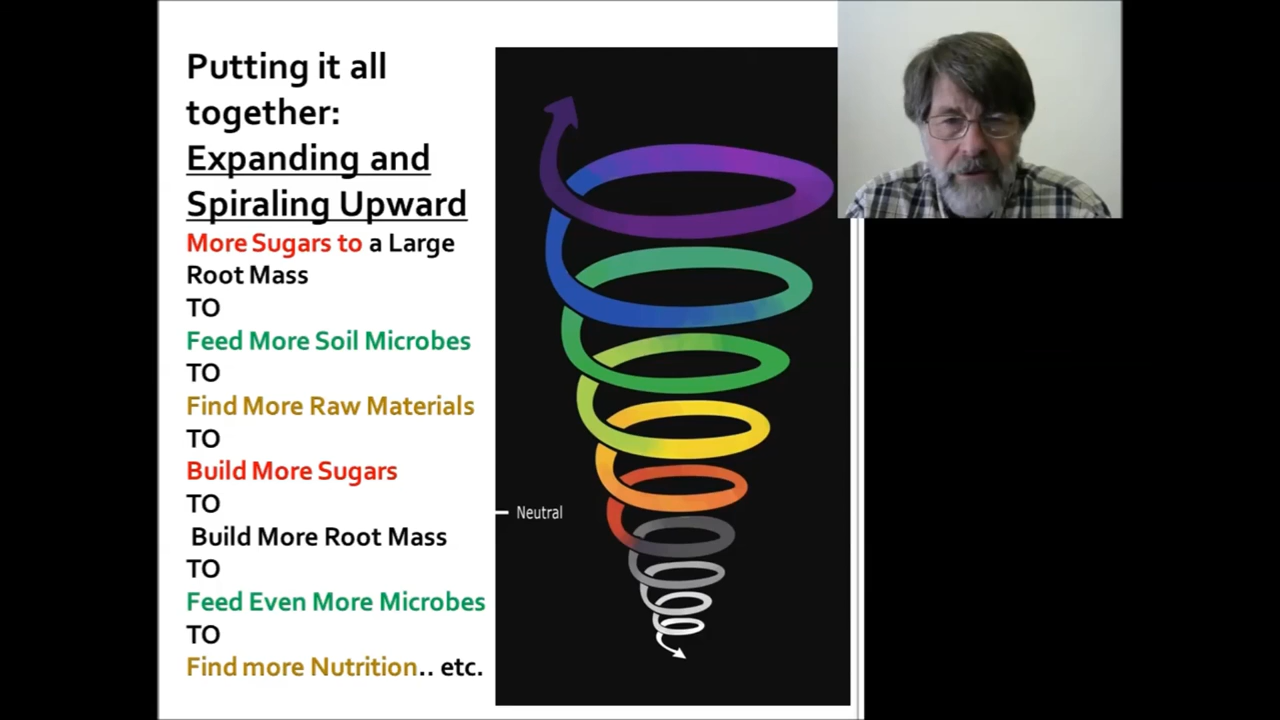 Putting it all
together:
Expanding and
Spiraling Upward
More Sugars to a Large
Root Mass
TO
Feed More Soil Microbes
TO
Find More Raw Materials
TO
Build More Sugars
TO
Build More Root Mass
TO
Feed Even More Microbes
TO
Find more Nutrition.. etc.
Neutral